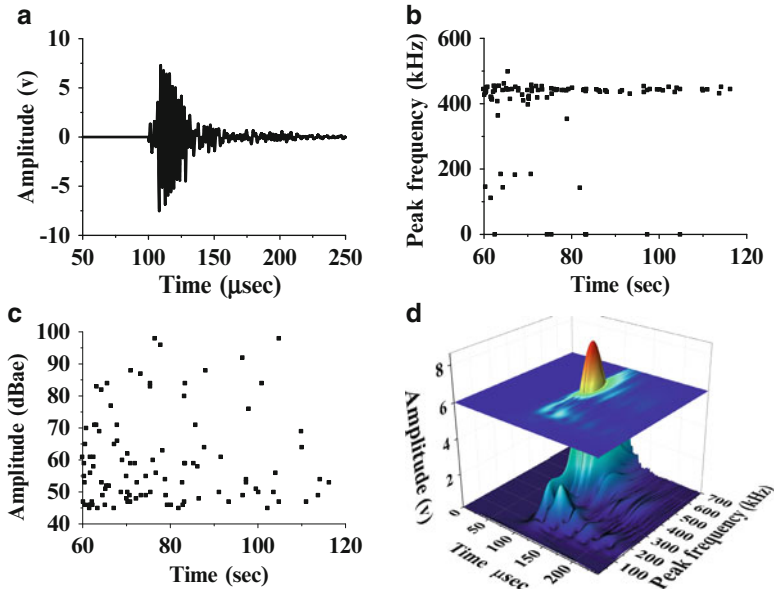 a
10
5
0
-5
-10
Amplitude (v)
50 100 150 200 250
Time (μsec)
b
600
400
200
0
Peak frequency (kHz)
60 80 100 120
Time (sec)
c
100
90
80
70
60
50
40
Amplitude (dBae)
60 80 100 120
Time (sec)
d
8
6
4
2
Amplitude (v)
0 50 100 150 200
Time μsec
100 200 300 400 500 600 700
Peak frequency (kHz)